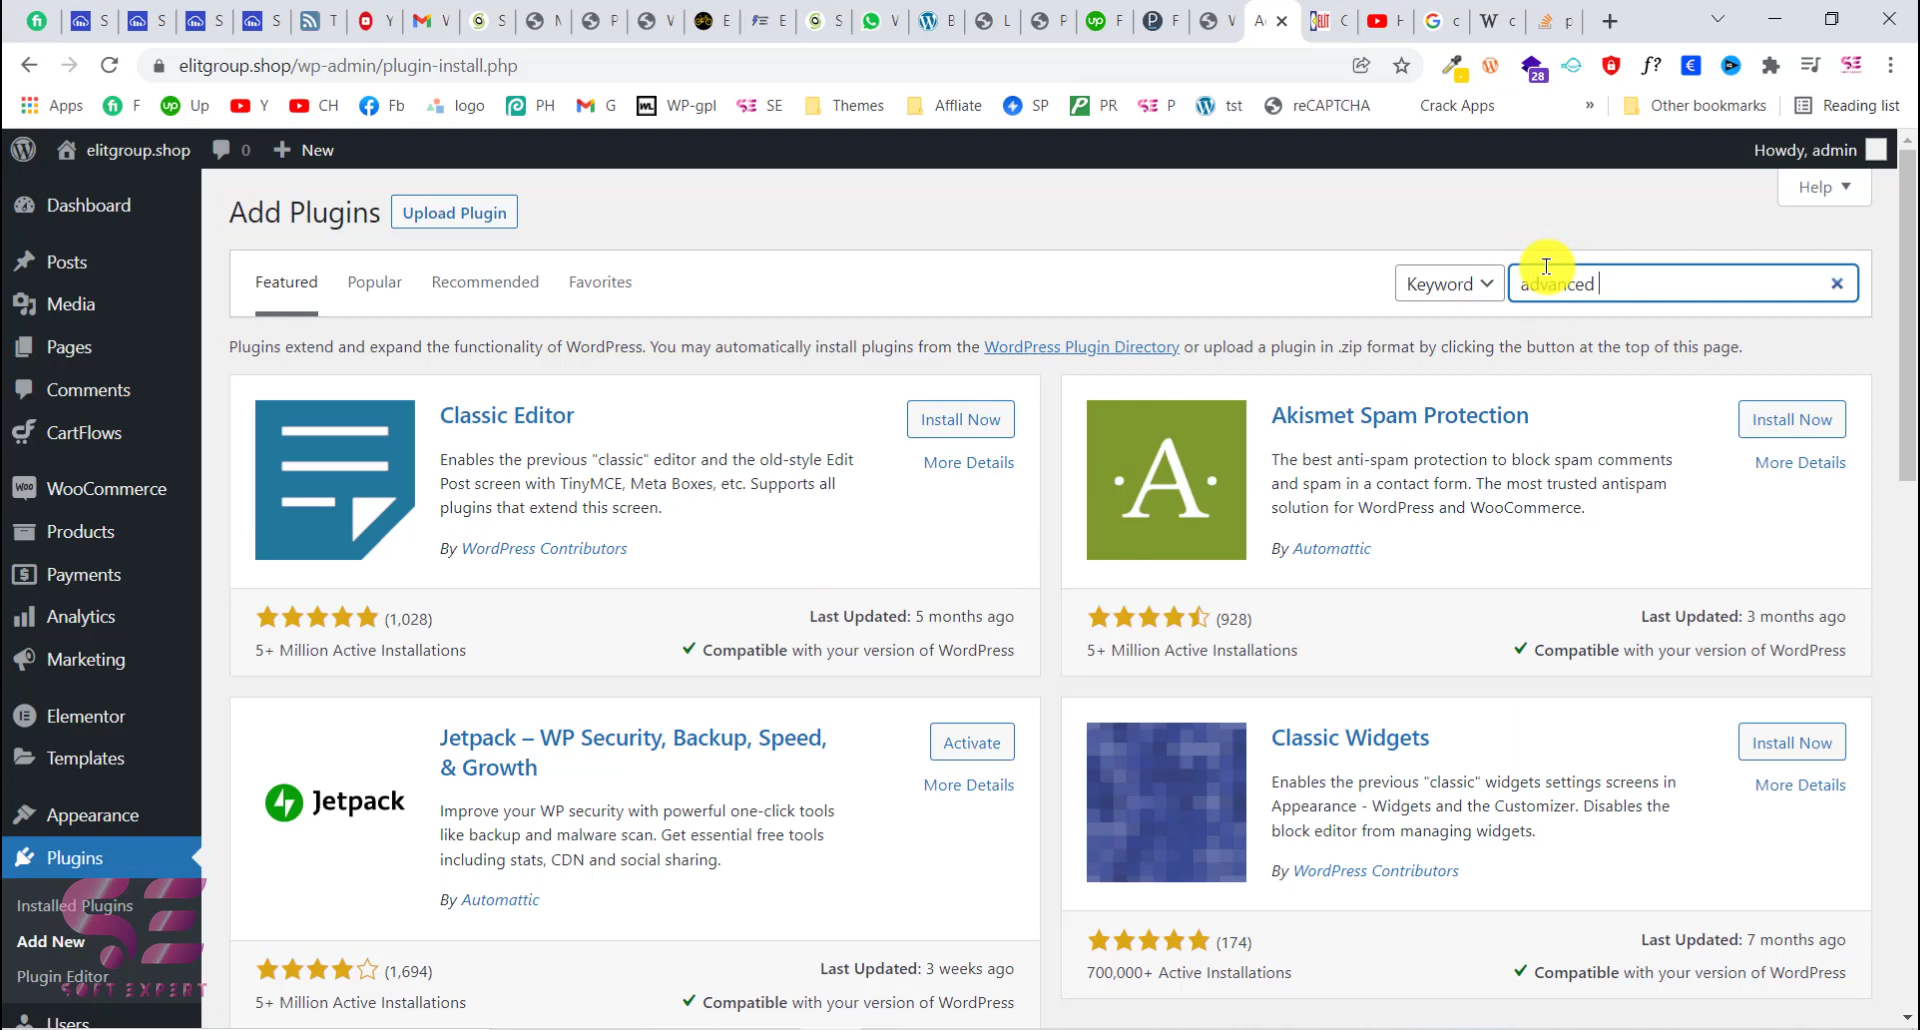 S
S
S
S
T
Y
V
S
N
P
V
E
E
S
V
B
L
P
F
F
V
A
C
H
c
c
p
elitgroup.shop/wp-admin/plugin-install.php
28
f?
Apps
F
Up
Y
CH
Fb
logo
PH
G
WP-gpl
SE
Themes
Affliate
SP
PR
P
tst
reCAPTCHA
Crack Apps
»
Other bookmarks
Reading list
elitgroup.shop
0
New
Howdy, admin
Dashboard
Posts
Media
Pages
Comments
CartFlows
WooCommerce
Products
Payments
Analytics
Marketing
Elementor
Templates
Appearance
Plugins
Installed Plugins
Add New
Plugin Editor
Users
SE
SOFT EXPERT
Help
Add Plugins
Upload Plugin
Featured
Popular
Recommended
Favorites
Keyword
advanced
Plugins extend and expand the functionality of WordPress. You may automatically install plugins from the WordPress Plugin Directory or upload a plugin in .zip format by clicking the button at the top of this page.
Classic Editor
Install Now
More Details
Enables the previous "classic" editor and the old-style Edit
Post screen with TinyMCE, Meta Boxes, etc. Supports all
plugins that extend this screen.
By WordPress Contributors
(1,028)
Last Updated: 5 months ago
5+ Million Active Installations
Compatible with your version of WordPress
A
Akismet Spam Protection
Install Now
More Details
The best anti-spam protection to block spam comments
and spam in a contact form. The most trusted antispam
solution for WordPress and WooCommerce.
By Automattic
(928)
Last Updated: 3 months ago
5+ Million Active Installations
Compatible with your version of WordPress
Jetpack
Jetpack – WP Security, Backup, Speed,
& Growth
Activate
More Details
Improve your WP security with powerful one-click tools
like backup and malware scan. Get essential free tools
including stats, CDN and social sharing.
By Automattic
(1,694)
Last Updated: 3 weeks ago
5+ Million Active Installations
Compatible with your version of WordPress
Classic Widgets
Install Now
More Details
Enables the previous "classic" widgets settings screens in
Appearance - Widgets and the Customizer. Disables the
block editor from managing widgets.
By WordPress Contributors
(174)
Last Updated: 7 months ago
700,000+ Active Installations
Compatible with your version of WordPress